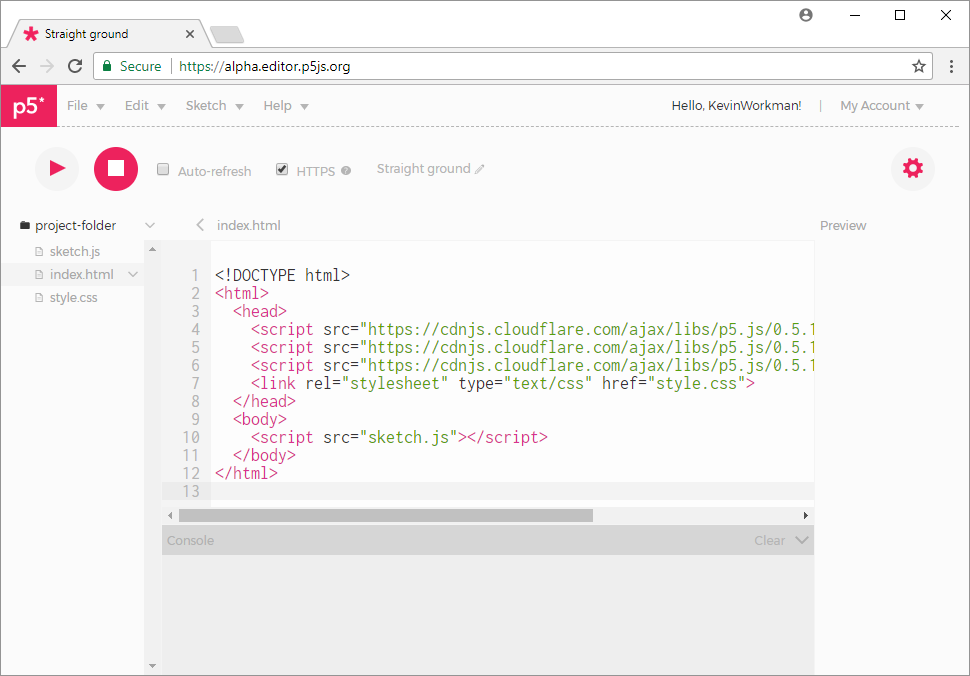 Straight ground
Secure https://alpha.editor.p5js.org
p5* File Edit Sketch Help Hello, KevinWorkman! | My Account
Auto-refresh HTTPS ? Straight ground
project-folder
sketch.js
index.html
style.css
index.html
1 <!DOCTYPE html>
2 <html>
3 <head>
4 <script src="https://cdnjs.cloudflare.com/ajax/libs/p5.js/0.5.1
5 <script src="https://cdnjs.cloudflare.com/ajax/libs/p5.js/0.5.1
6 <script src="https://cdnjs.cloudflare.com/ajax/libs/p5.js/0.5.1
7 <link rel="stylesheet" type="text/css" href="style.css">
8 </head>
9 <body>
10 <script src="sketch.js"></script>
11 </body>
12 </html>
13
Console Clear
Preview